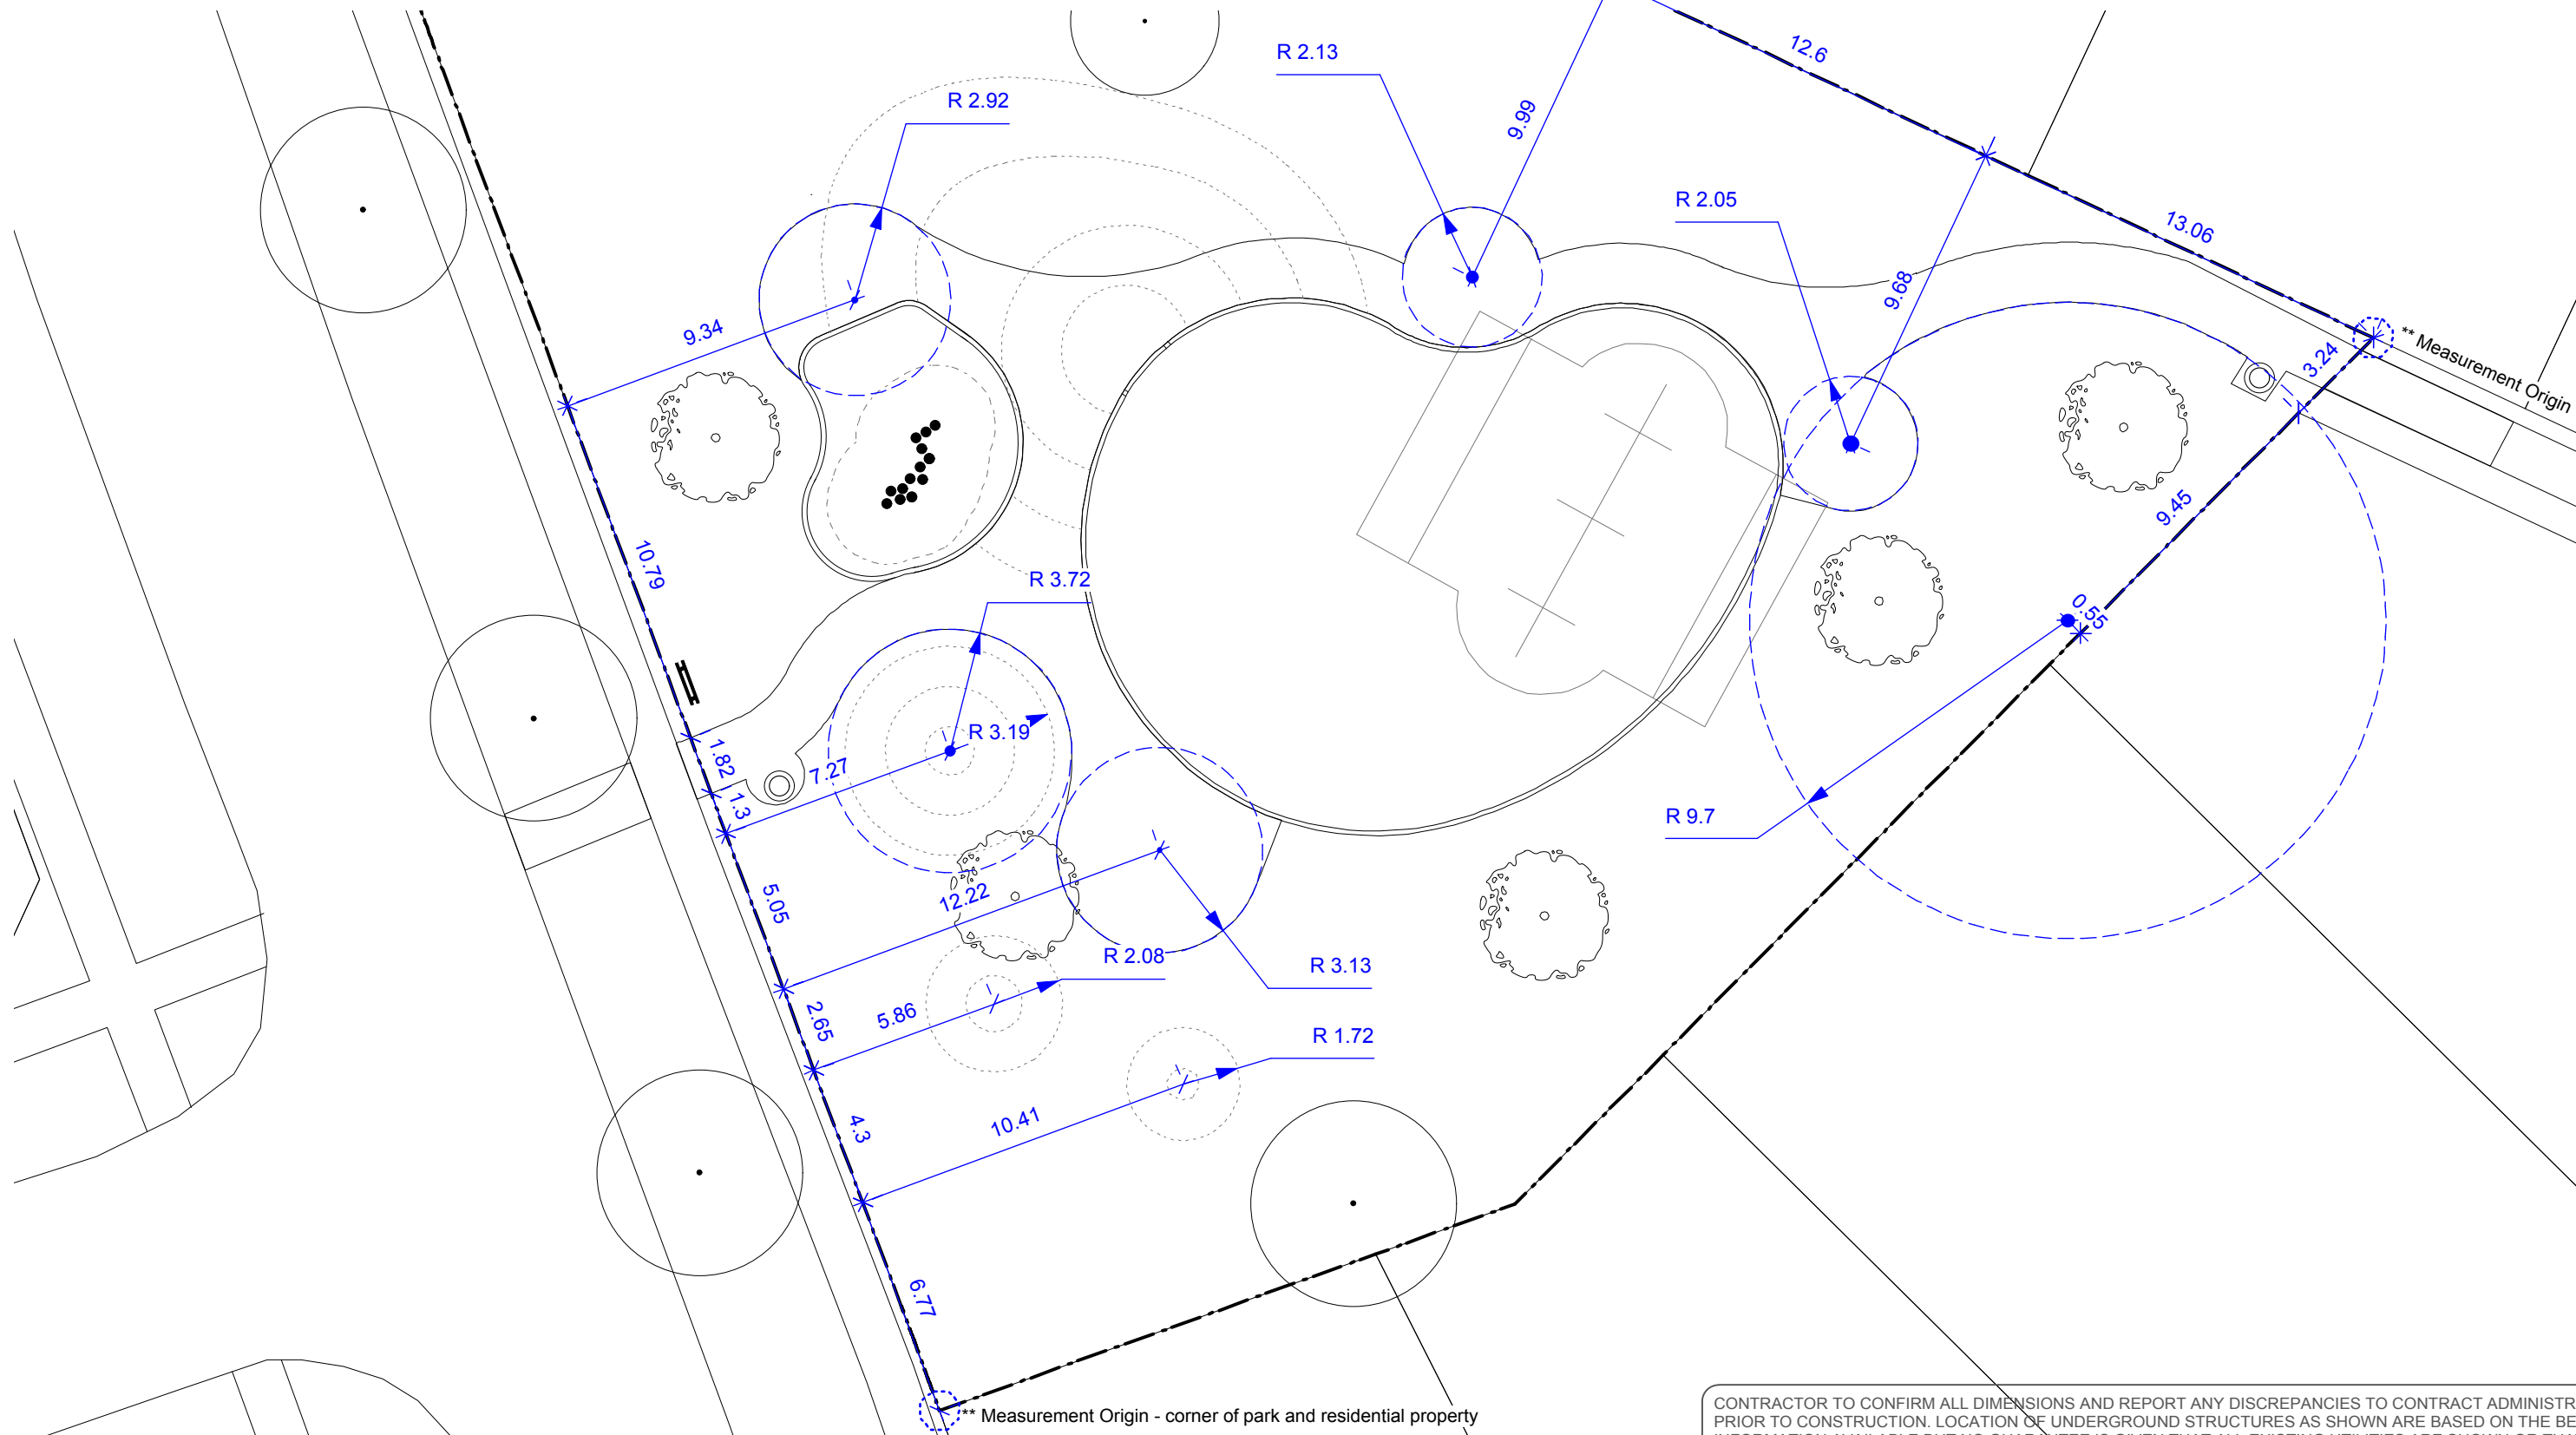 12.6
R 2.13
R 2.92
9.99
R 2.05
13.06
9.68
9.34
** Measurement Origin
3.24
9.45
10.79
R 3.72
0.55
R 3.19
1.82
7.27
1.3
R 9.7
5.05
12.22
R 2.08
R 3.13
2.65
5.86
R 1.72
4.3
10.41
6.77
** Measurement Origin - corner of park and residential property
CONTRACTOR TO CONFIRM ALL DIMENSIONS AND REPORT ANY DISCREPANCIES TO CONTRACT ADMINISTR
PRIOR TO CONSTRUCTION. LOCATION OF UNDERGROUND STRUCTURES AS SHOWN ARE BASED ON THE BE